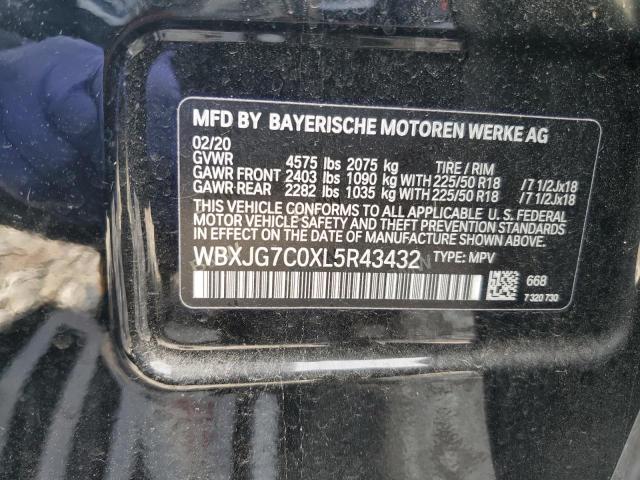 MFD BY BAYERISCHE MOTOREN WERKE AG
02/20
GVWR 4575 lbs 2075 kg TIRE / RIM
GAWR FRONT 2403 lbs 1090 kg WITH 225/50 R18 /7 1/2Jx18
GAWR REAR 2282 lbs 1035 kg WITH 225/50 R18 /7 1/2Jx18
THIS VEHICLE CONFORMS TO ALL APPLICABLE U. S. FEDERAL
MOTOR VEHICLE SAFETY, BUMPER, AND THEFT PREVENTION STANDARDS
IN EFFECT ON THE DATE OF MANUFACTURE SHOWN ABOVE.
WBXJG7C0XL5R43432 TYPE: MPV
668
7 320 730